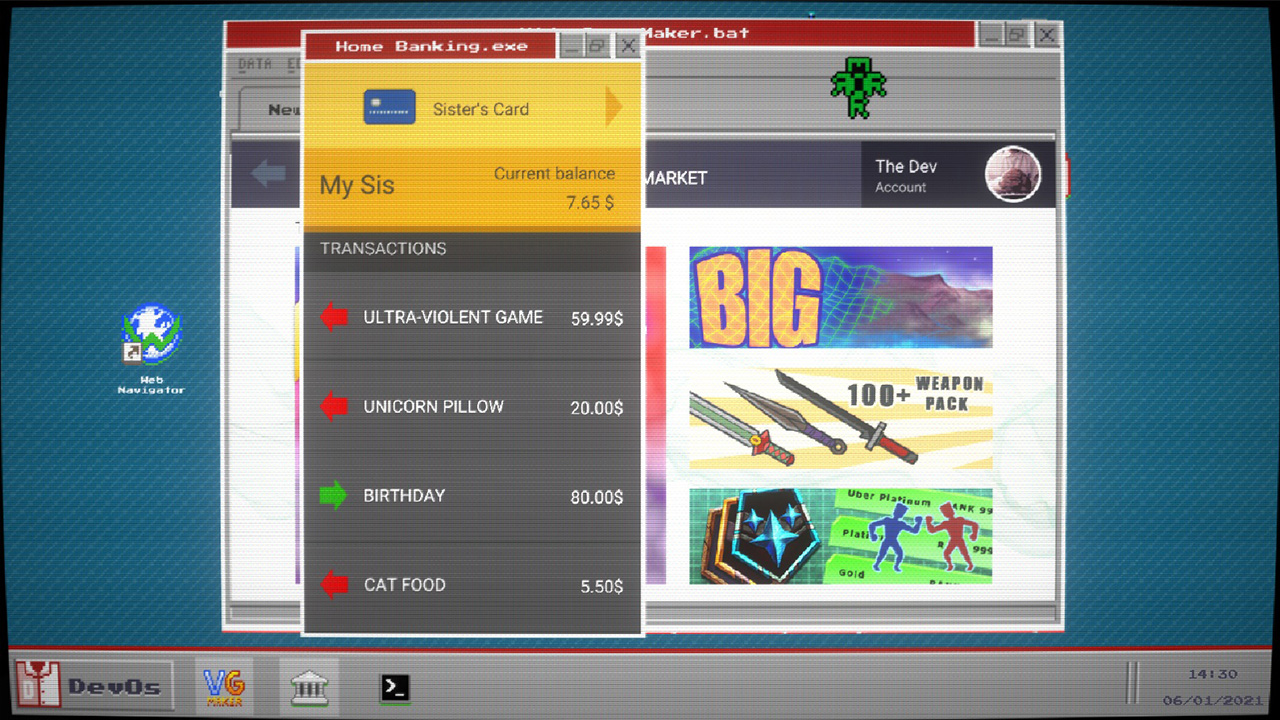 Maker.bat
Home Banking.exe
DATA
New
Sister's Card
My Sis
Current balance
7.65 $
MARKET
The Dev
Account
TRANSACTIONS
ULTRA-VIOLENT GAME 59.99$
UNICORN PILLOW 20.00$
BIRTHDAY 80.00$
CAT FOOD 5.50$
BIG
100+ WEAPON
PACK
Uber Platinum
Gold
Web
Navigator
DevOs
VG
MAKER
14:30
06/01/2021